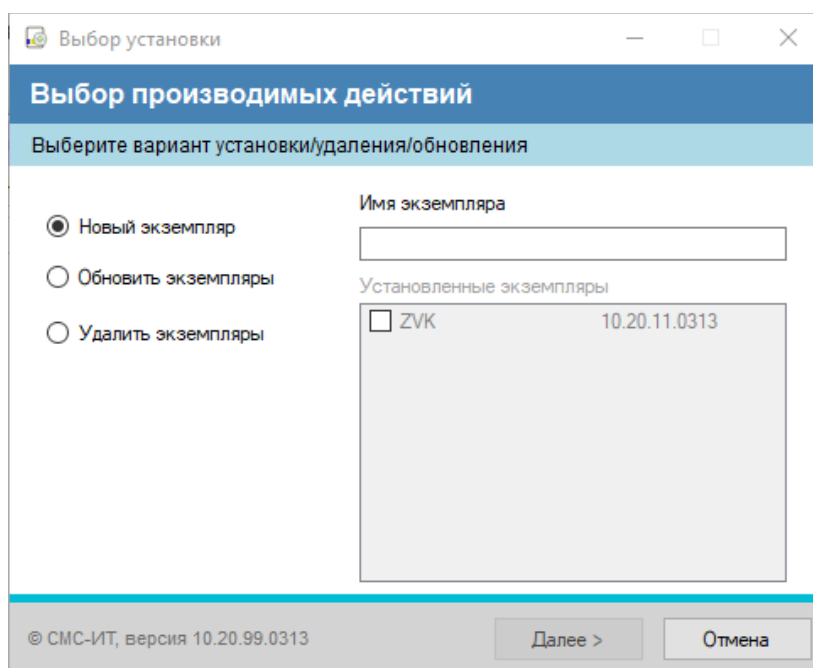 Выбор установки
Выбор производимых действий
Выберите вариант установки/удаления/обновления
Новый экземпляр
Обновить экземпляры
Удалить экземпляры
Имя экземпляра
Установленные экземпляры
ZVK 10.20.11.0313
© СМС-ИТ, версия 10.20.99.0313
Далее >
Отмена